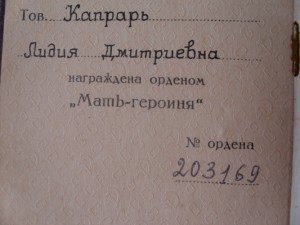 Тов. Капрарь
Лидия Дмитриевна
награждена орденом
„Мать-героиня“
№ ордена
203169